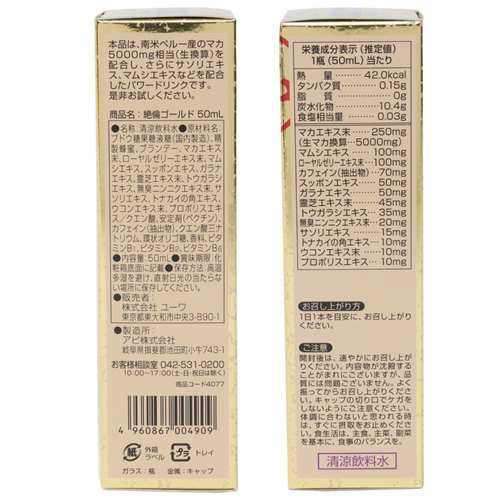 本品は、南米ペルー産のマカ
5000mg相当(生換算)を
配合し、さらにサソリエキ
ス、マムシエキスなどを配合
したパワードリンクです。
是非お試しください。
商品名:絶倫ゴールド 50mL
●名称:清涼飲料水●原材料名:
ブドウ糖果糖液糖(国内製造)、精
製蜂蜜、ブランデー、マカエキス
末、ローヤルゼリーエキス末、マム
シエキス、スッポンエキス、ガラナ
エキス、霊芝エキス末、トウガラシエ
キス、無臭ニンニクエキス末、サ
ソリエキス、トナカイの角エキス、
ウコンエキス末、プロポリスエキス
/クエン酸、安定剤(ペクチン)、
カフェイン(抽出物)、クエン酸三ナ
トリウム、環状オリゴ糖、香料、ビタ
ミンB1、ビタミンB2、ビタミンB6
●内容量:50mL●賞味期限:化
粧箱底面に記載●保存方法:高温
多湿を避け、直射日光の当たらな
い場所に保存してください。
●販売者:
株式会社 ユーワ
東京都東大和市中央3-890-1
●製造所:
アピ株式会社
岐阜県揖斐郡池田町小牛743-1
お客様相談室 042-531-0200
10:00〜17:00(土・日・祝日は除く)
商品コード4077
4 960867 004909
紙 外箱 ラベル
プラ トレイ
ガラス:瓶 金属:キャップ
栄養成分表示(推定値)
1瓶(50mL)当たり
熱量 42.0kcal
タンパク質 0.15g
脂質 0g
炭水化物 10.4g
食塩相当量 0.03g
マカエキス末 250mg
(生マカ換算…5000mg)
マムシエキス 100mg
ローヤルゼリーエキス末 100mg
カフェイン(抽出物) 70mg
スッポンエキス 50mg
ガラナエキス 50mg
霊芝エキス末 45mg
トウガラシエキス 35mg
無臭ニンニクエキス末 20mg
サソリエキス 15mg
トナカイの角エキス 10mg
ウコンエキス末 10mg
プロポリスエキス 10mg
お召し上がり方
1日1本を目安に、お召し上がり
ください。
ご注意
開封後は、速やかにお召し上が
りください。内容物が沈殿する
ことがまれにございますが、品
質には問題ございません。よく
振ってからお召し上がりくださ
い。キャップの切り口でケガを
しないようにご注意ください。
体調に合わないと思われる時
は、すぐに摂取をお止めくださ
い。食生活は、主食、主菜、副菜
を基本に、食事のバランスを。
清涼飲料水